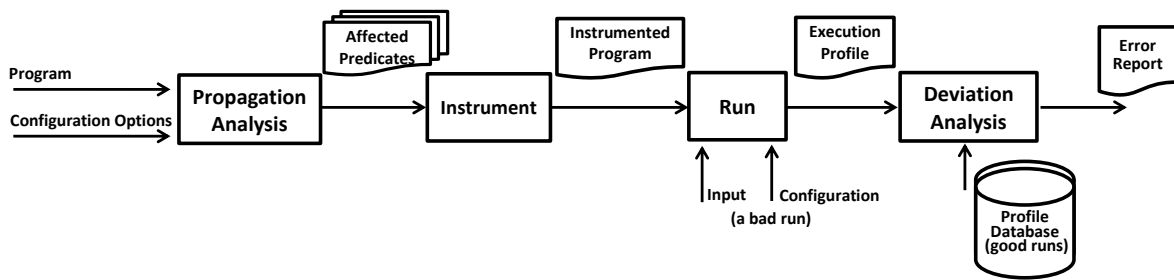 Program
Configuration Options
Propagation
Analysis
Affected
Predicates
Instrument
Instrumented
Program
Run
Input
Configuration
(a bad run)
Execution
Profile
Deviation
Analysis
Profile
Database
(good runs)
Error
Report